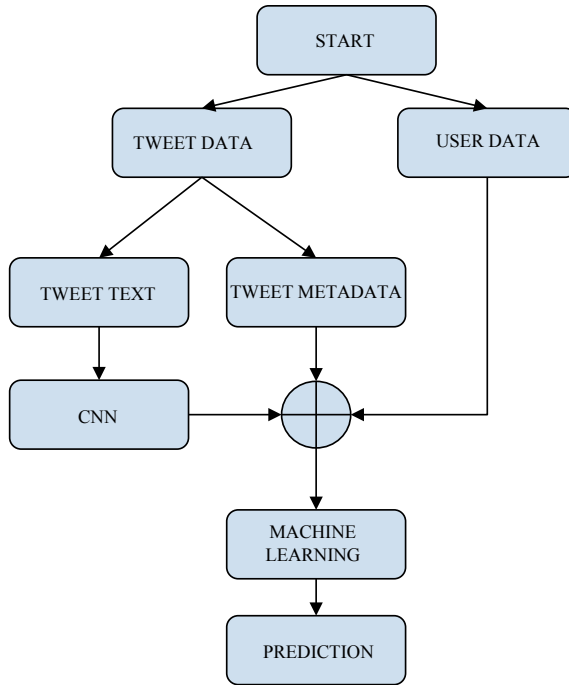 START
TWEET DATA
USER DATA
TWEET TEXT
TWEET METADATA
CNN
MACHINE
LEARNING
PREDICTION